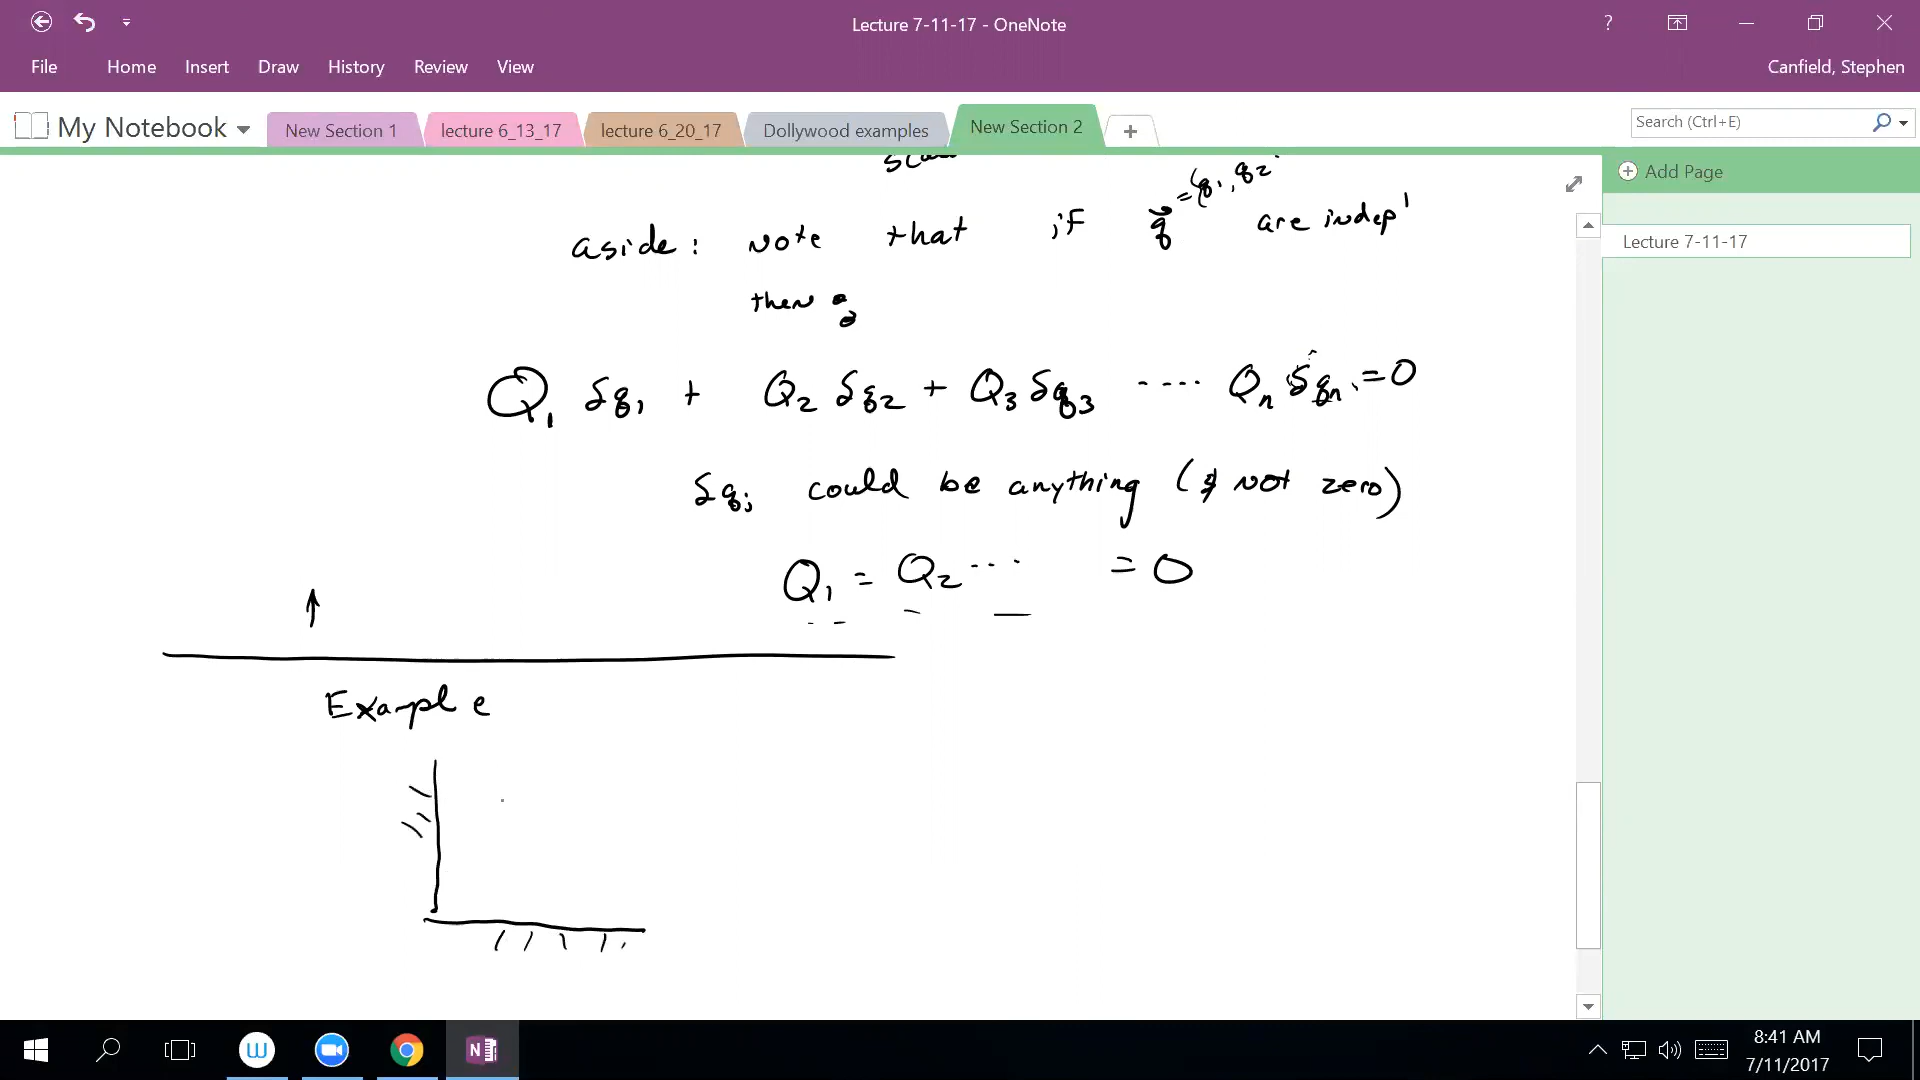 Lecture 7-11-17 - OneNote
?
File Home Insert Draw History Review View
Canfield, Stephen
My Notebook
New Section 1
lecture 6_13_17
lecture 6_20_17
Dollywood examples
New Section 2
+
Search (Ctrl+E)
Add Page
Lecture 7-11-17
= {q1, q2
aside: note that if q are indep'
then
Q1 δq1 + Q2 δq2 + Q3 δq3 ---- Qn δqn = 0
δqi could be anything ( not zero)
Q1 = Q2 ... = 0
Example
8:41 AM
7/11/2017